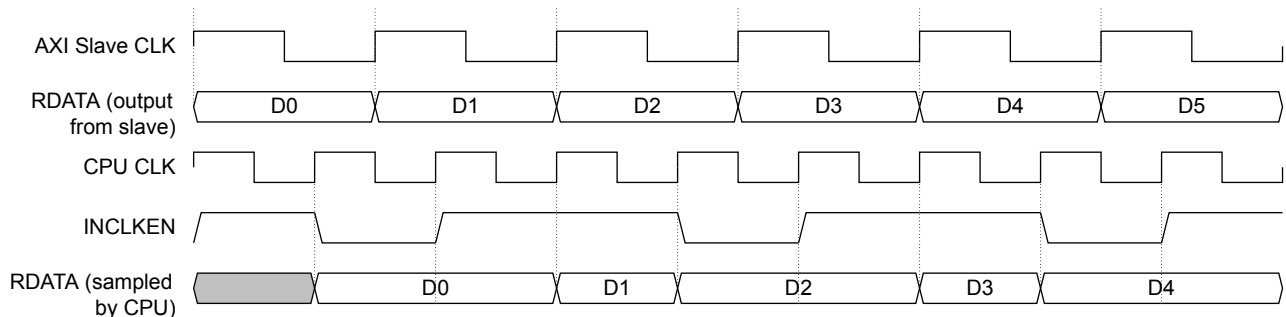 AXI Slave CLK
RDATA (output
from slave)
D0 D1 D2 D3 D4 D5
CPU CLK
INCLKEN
RDATA (sampled
by CPU)
D0 D1 D2 D3 D4